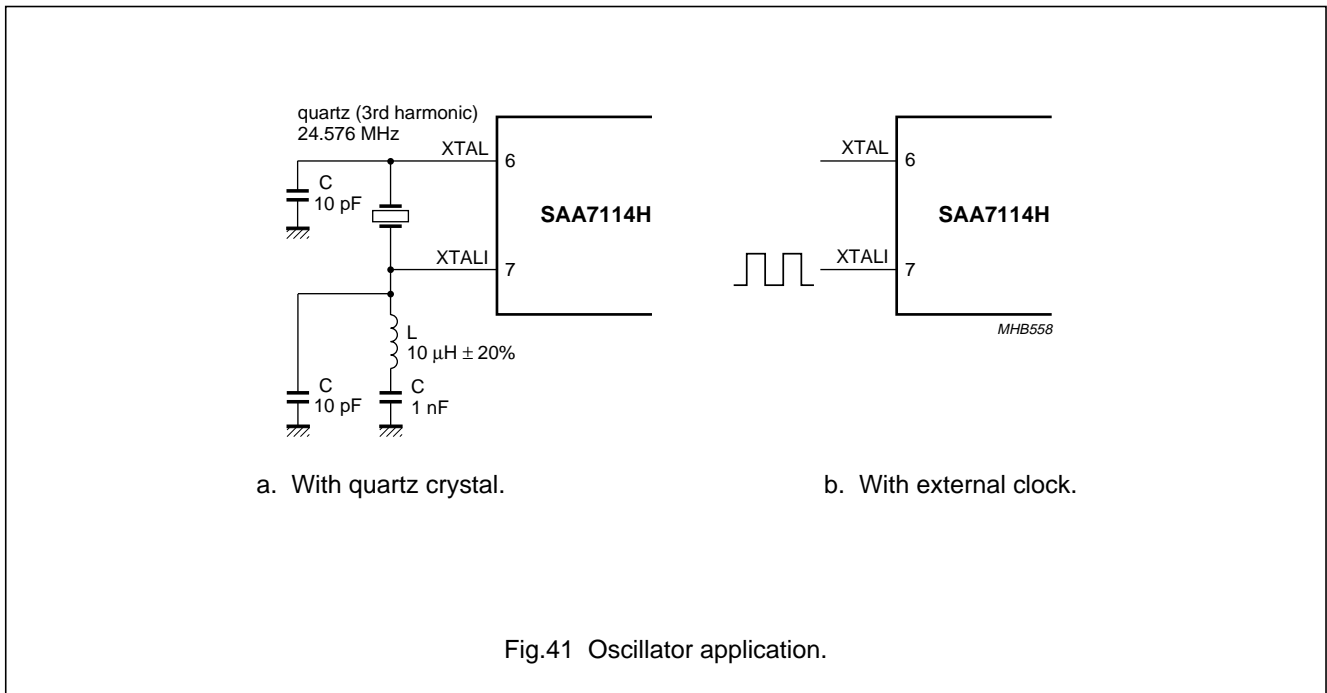 quartz (3rd harmonic)
24.576 MHz
XTAL
6
C
10 pF
SAA7114H
XTALI
7
L
10 μH ± 20%
C
10 pF
C
1 nF
a. With quartz crystal.
XTAL
6
SAA7114H
XTALI
7
MHB558
b. With external clock.
Fig.41 Oscillator application.